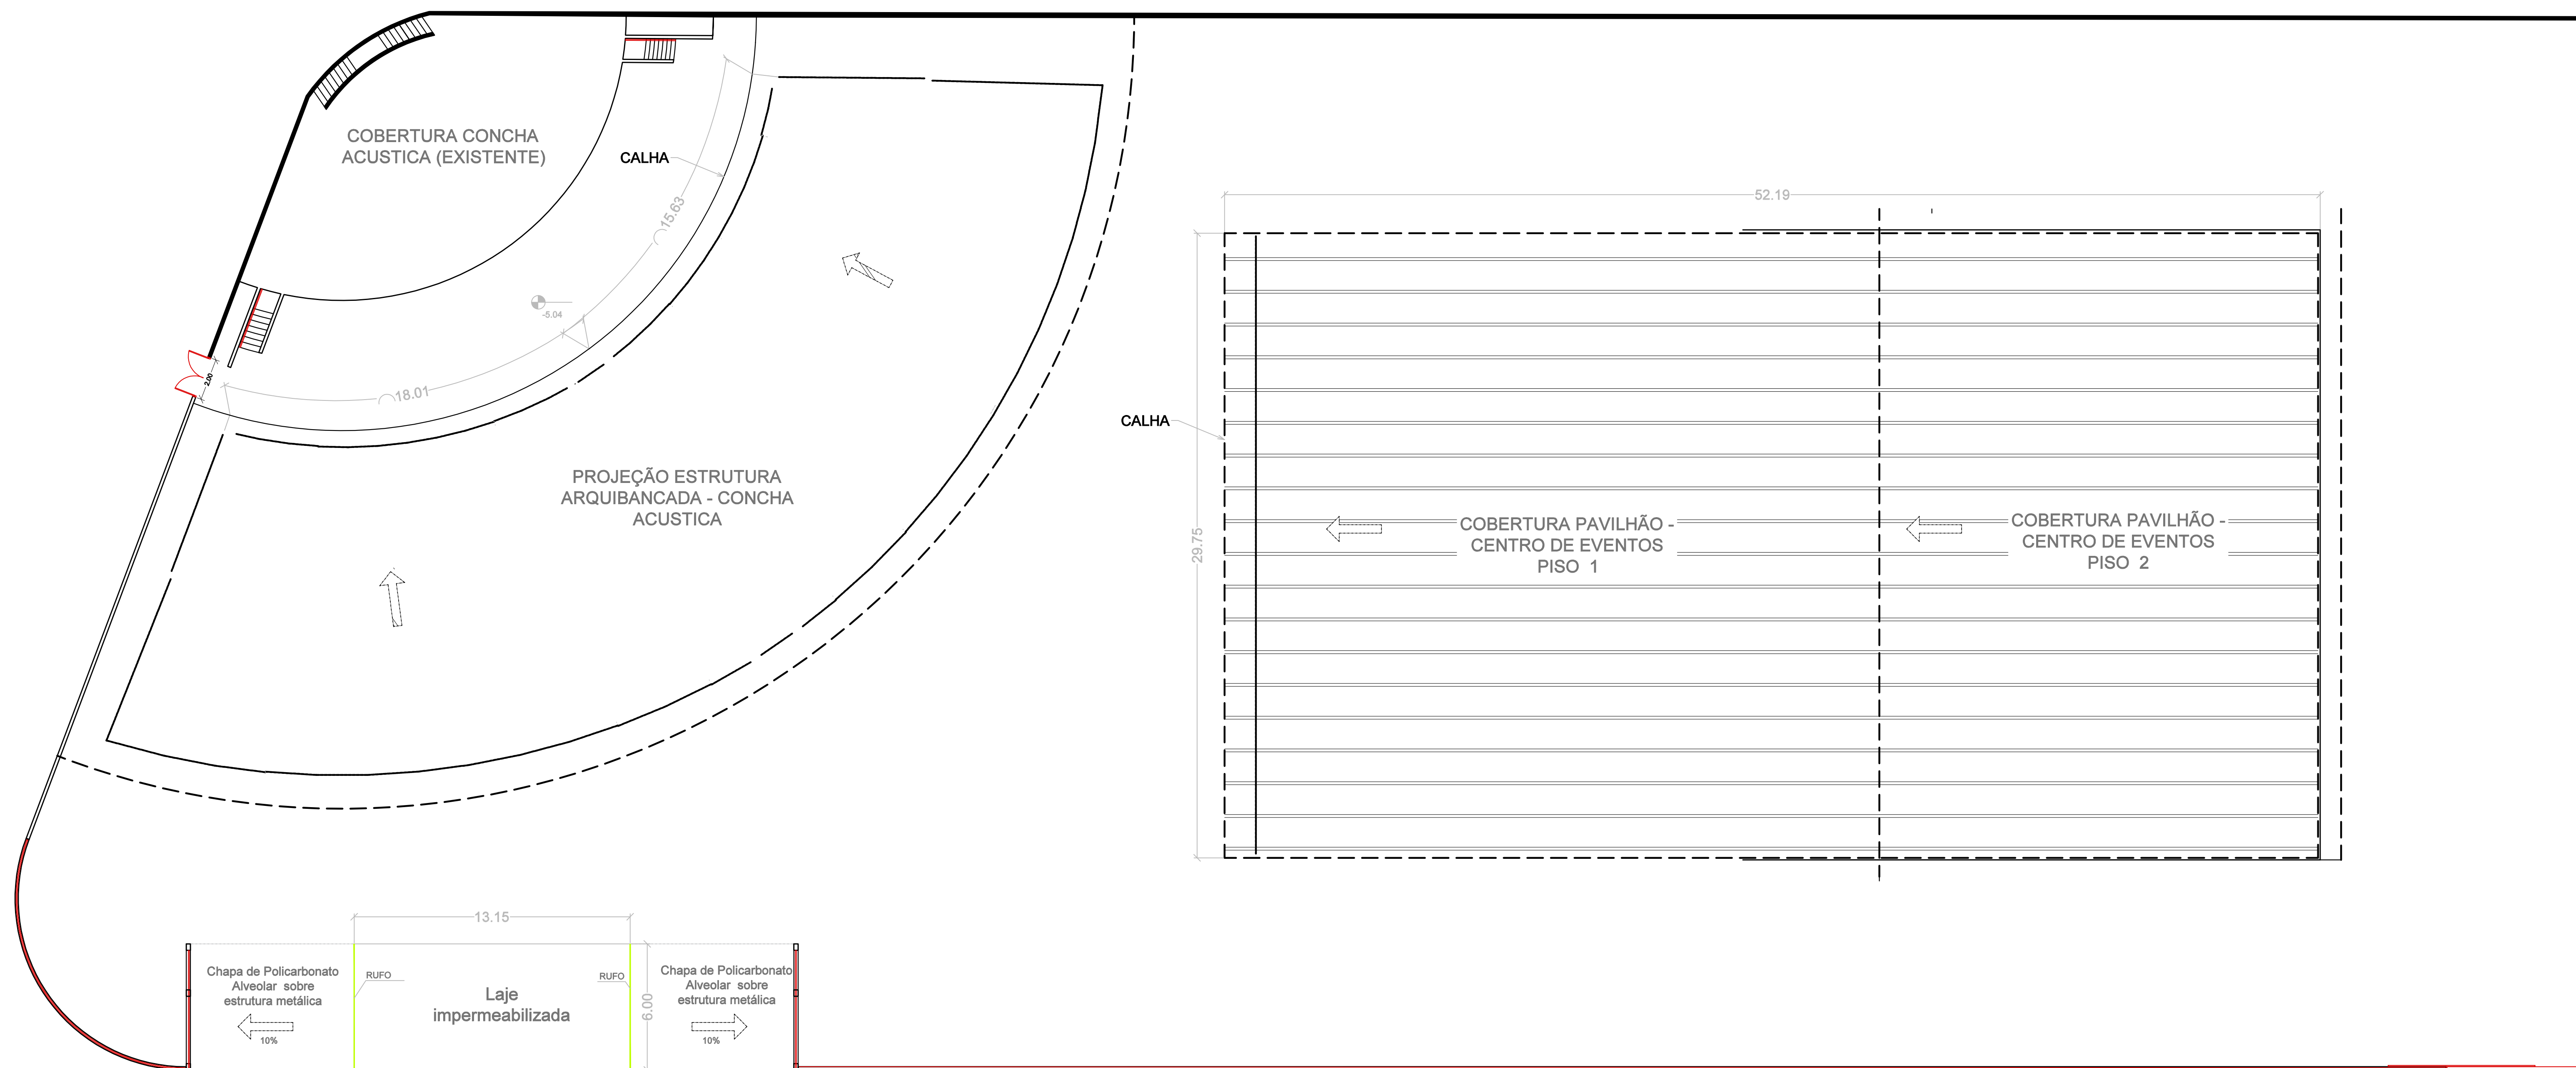 COBERTURA CONCHA
ACUSTICA (EXISTENTE)
CALHA
15.63
-5.04
2.00
18.01
PROJEÇÃO ESTRUTURA
ARQUIBANCADA - CONCHA
ACUSTICA
52.19
CALHA
29.75
COBERTURA PAVILHÃO -
CENTRO DE EVENTOS
PISO 1
COBERTURA PAVILHÃO -
CENTRO DE EVENTOS
PISO 2
13.15
Chapa de Policarbonato
Alveolar sobre
estrutura metálica
10%
RUFO
Laje
impermeabilizada
RUFO
6.00
Chapa de Policarbonato
Alveolar sobre
estrutura metálica
10%